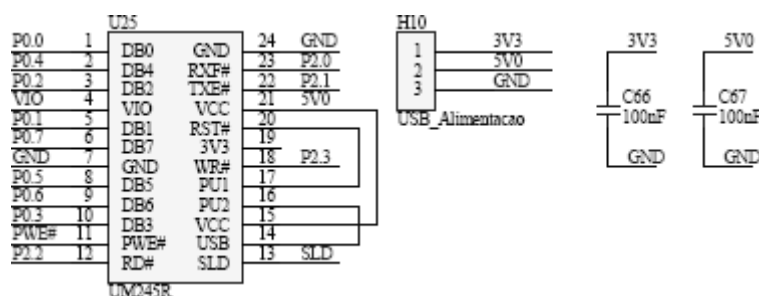 U25
P0.0 1 DB0 GND 24 GND
P0.4 2 DB4 RXF# 23 P2.0
P0.2 3 DB2 TXE# 22 P2.1
VIO 4 VIO VCC 21 5V0
P0.1 5 DB1 RST# 20
P0.7 6 DB7 3V3 19
GND 7 GND WR# 18 P2.3
P0.5 8 DB5 PU1 17
P0.6 9 DB6 PU2 16
P0.3 10 DB3 VCC 15
PWE# 11 PWE# USB 14
P2.2 12 RD# SLD 13 SLD
UM245R
H10
1 3V3
2 5V0
3 GND
USB_Alimentacao
3V3
C66
100nF
GND
5V0
C67
100nF
GND